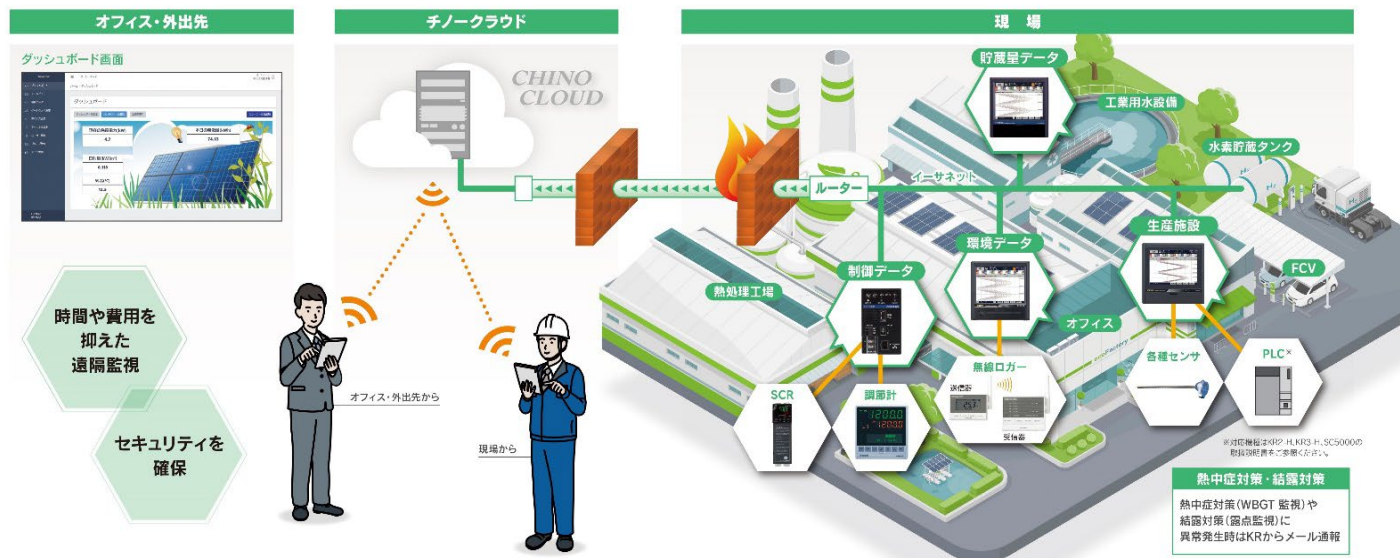 オフィス・外出先
チノークラウド
現 場
ダッシュボード画面
ダッシュボード
CHINO
CLOUD
貯蔵量データ
工業用水設備
水素貯蔵タンク
イーサネット
ルーター
H₂
H₂
制御データ
環境データ
生産施設
熱処理工場
FCV
オフィス
時間や費用を
抑えた
遠隔監視
セキュリティを
確保
オフィス・外出先から
現場から
SCR
調節計
1200.0
1200.0
無線ロガー
送信器
受信器
各種センサ
PLC※
※対応機種はKR2-H,KR3-H,SC5000の
取扱説明書をご参照ください。
熱中症対策・結露対策
熱中症対策(WBGT 監視)や
結露対策(露点監視)に
異常発生時はKRからメール通報